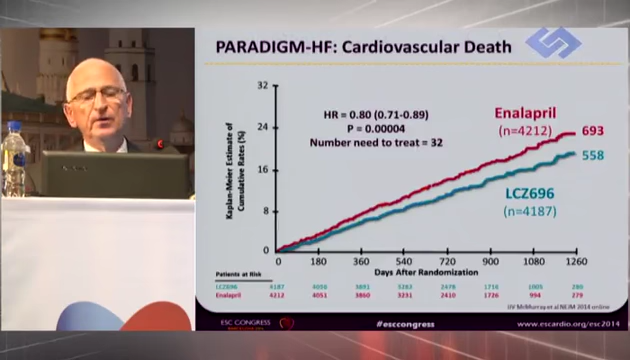 PARADIGM-HF: Cardiovascular Death
HR = 0.80 (0.71-0.89)
P = 0.00004
Number need to treat = 32
Kaplan-Meier Estimate of
Cumulative Rates (%)
32
24
16
8
0
Enalapril
(n=4212)
693
558
LCZ696
(n=4187)
0 180 360 540 720 900 1080 1260
Days After Randomization
Patients at Risk
LCZ696 4187 4056 3891 3282 2478 1716 1005 280
Enalapril 4212 4051 3860 3231 2410 1726 994 279
JJV McMurray et al NEJM 2014 online
ESC CONGRESS
#esccongress
www.escardio.org/esc2014